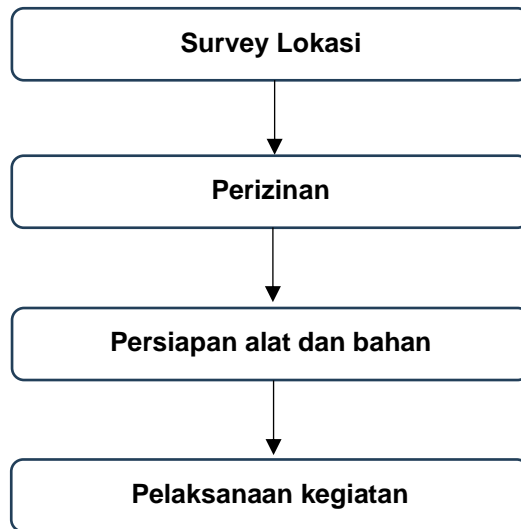 Survey Lokasi
Perizinan
Persiapan alat dan bahan
Pelaksanaan kegiatan